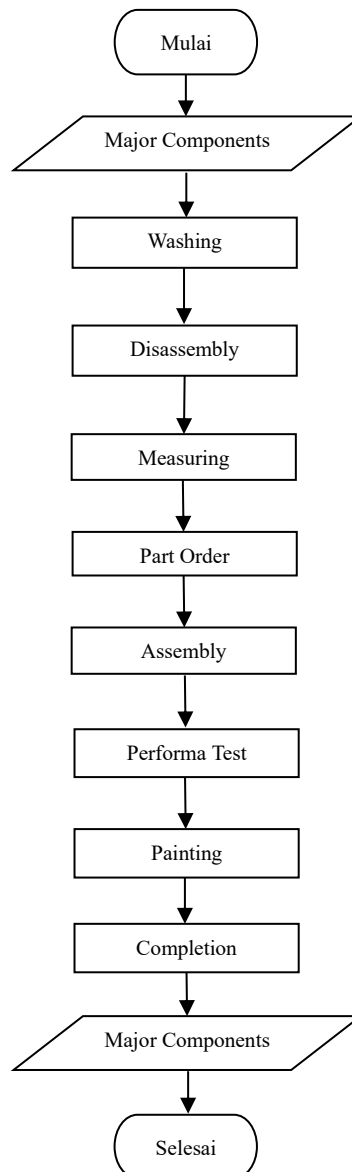 Mulai
Major Components
Washing
Disassembly
Measuring
Part Order
Assembly
Performa Test
Painting
Completion
Major Components
Selesai